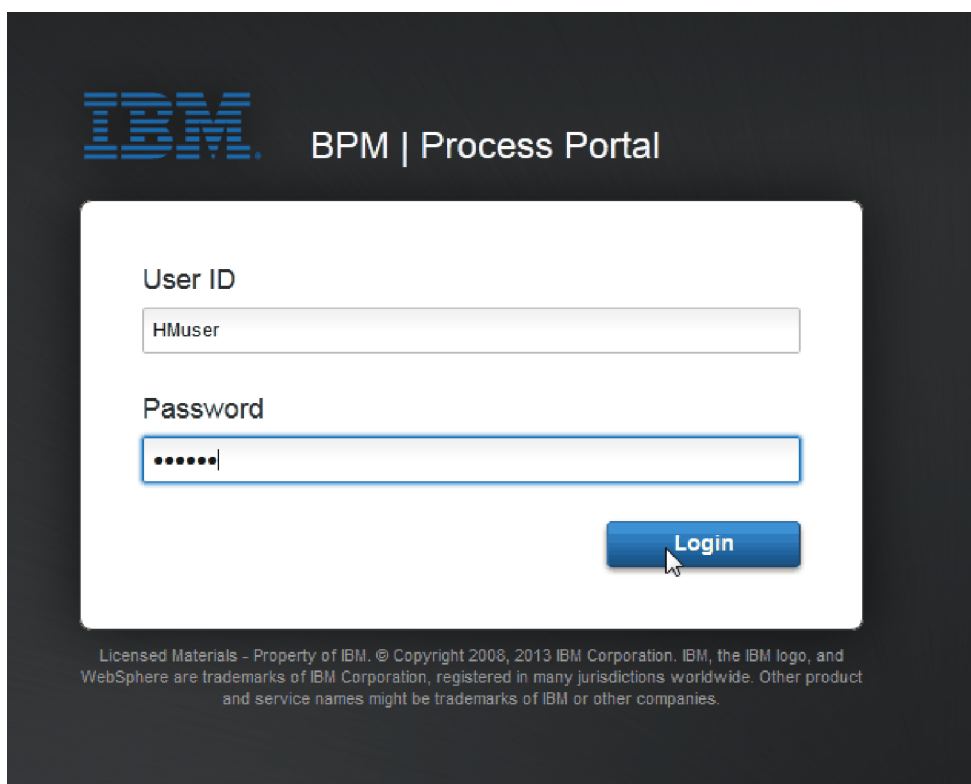 IBM.
BPM | Process Portal
User ID
HMuser
Password
••••••
Login
Licensed Materials - Property of IBM. © Copyright 2008, 2013 IBM Corporation. IBM, the IBM logo, and
WebSphere are trademarks of IBM Corporation, registered in many jurisdictions worldwide. Other product
and service names might be trademarks of IBM or other companies.